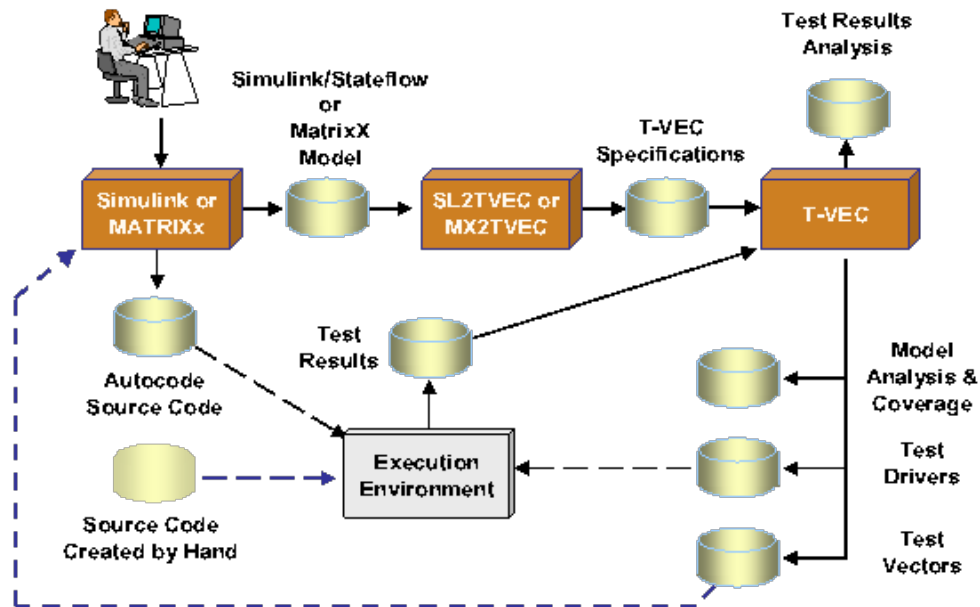 Test Results
Analysis
Simulink/Stateflow
or
MatrixX
Model
T-VEC
Specifications
Simulink or
MATRIXx
SL2TVEC or
MX2TVEC
T-VEC
Test
Results
Autocode
Source Code
Model
Analysis &
Coverage
Execution
Environment
Test
Drivers
Source Code
Created by Hand
Test
Vectors